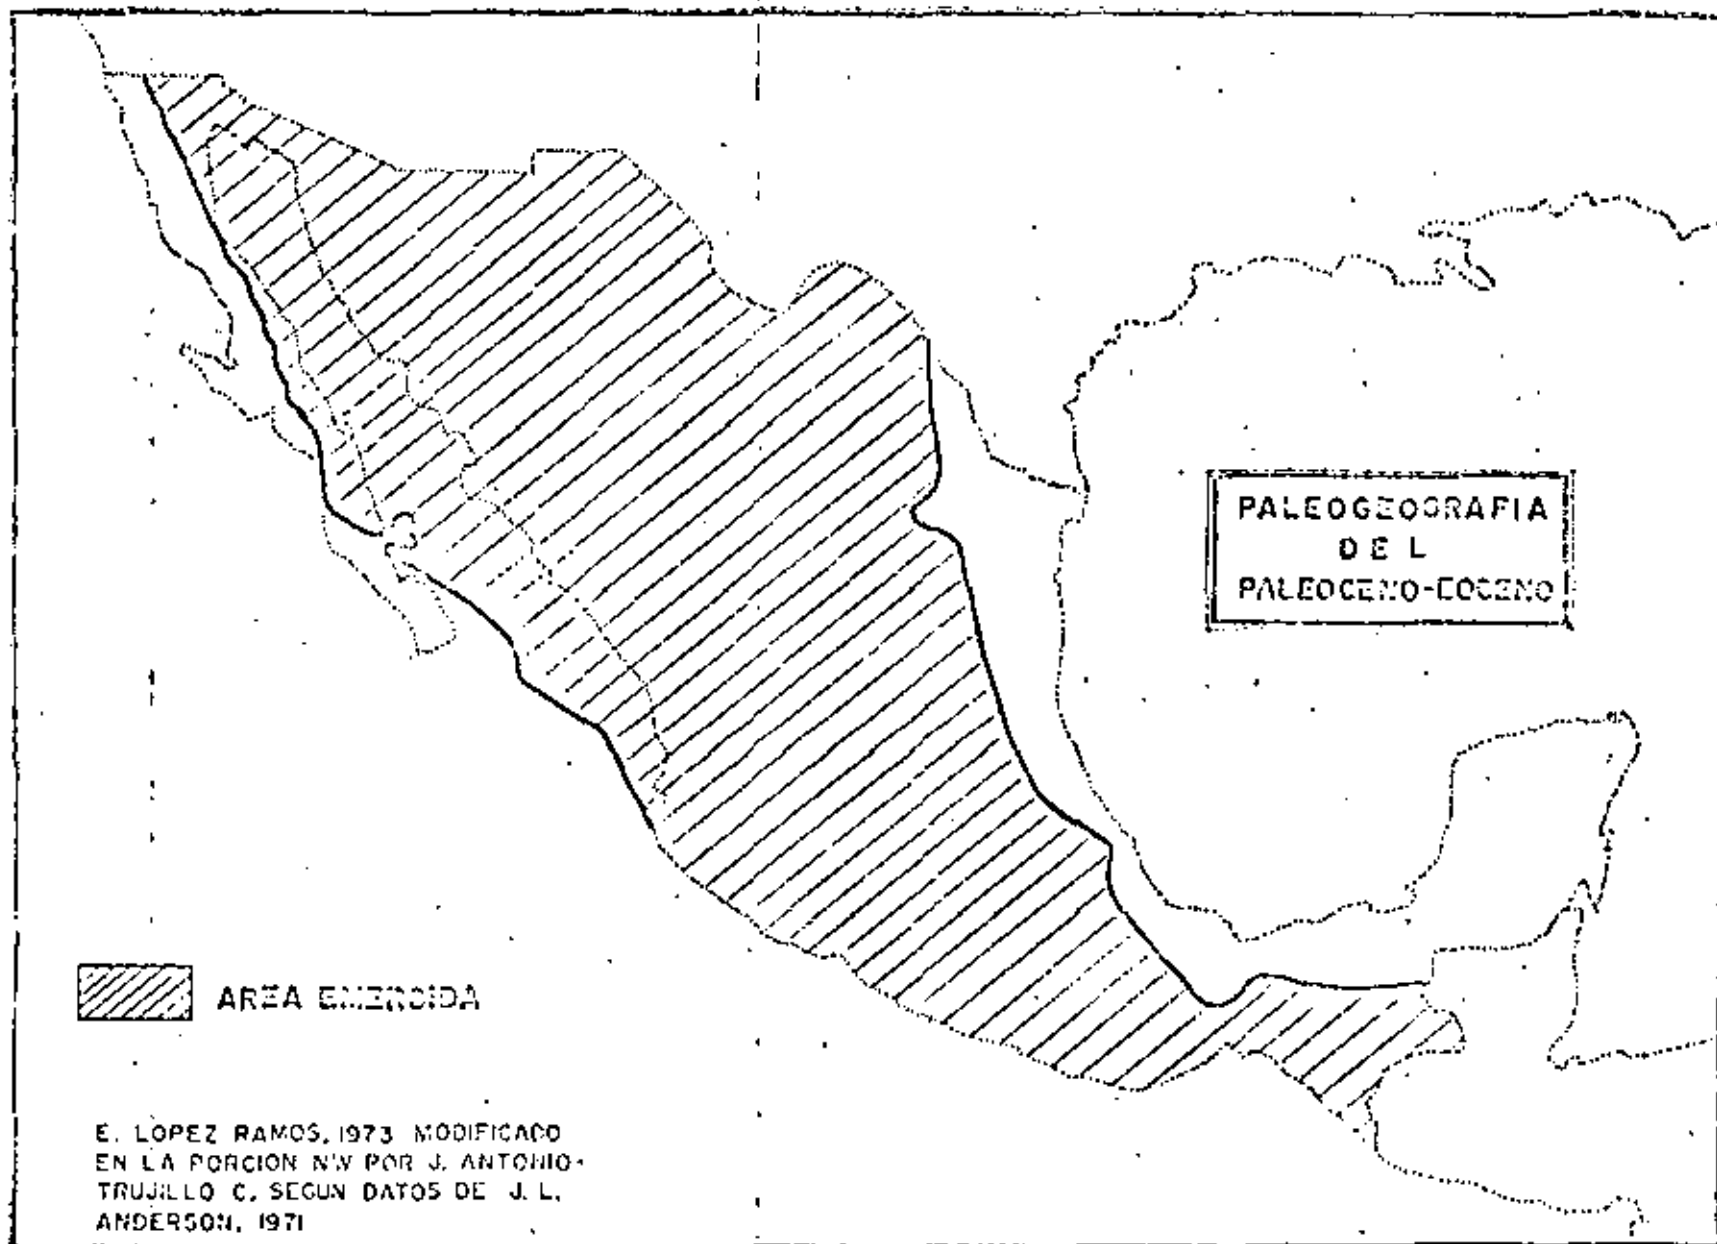 PALEOGEOGRAFIA
DEL
PALEOCENO-EOCENO
AREA EMERGIDA
E. LOPEZ RAMOS, 1973 MODIFICADO
EN LA PORCION NW POR J. ANTONIO-
TRUJILLO C. SEGUN DATOS DE J. L.
ANDERSON, 1971